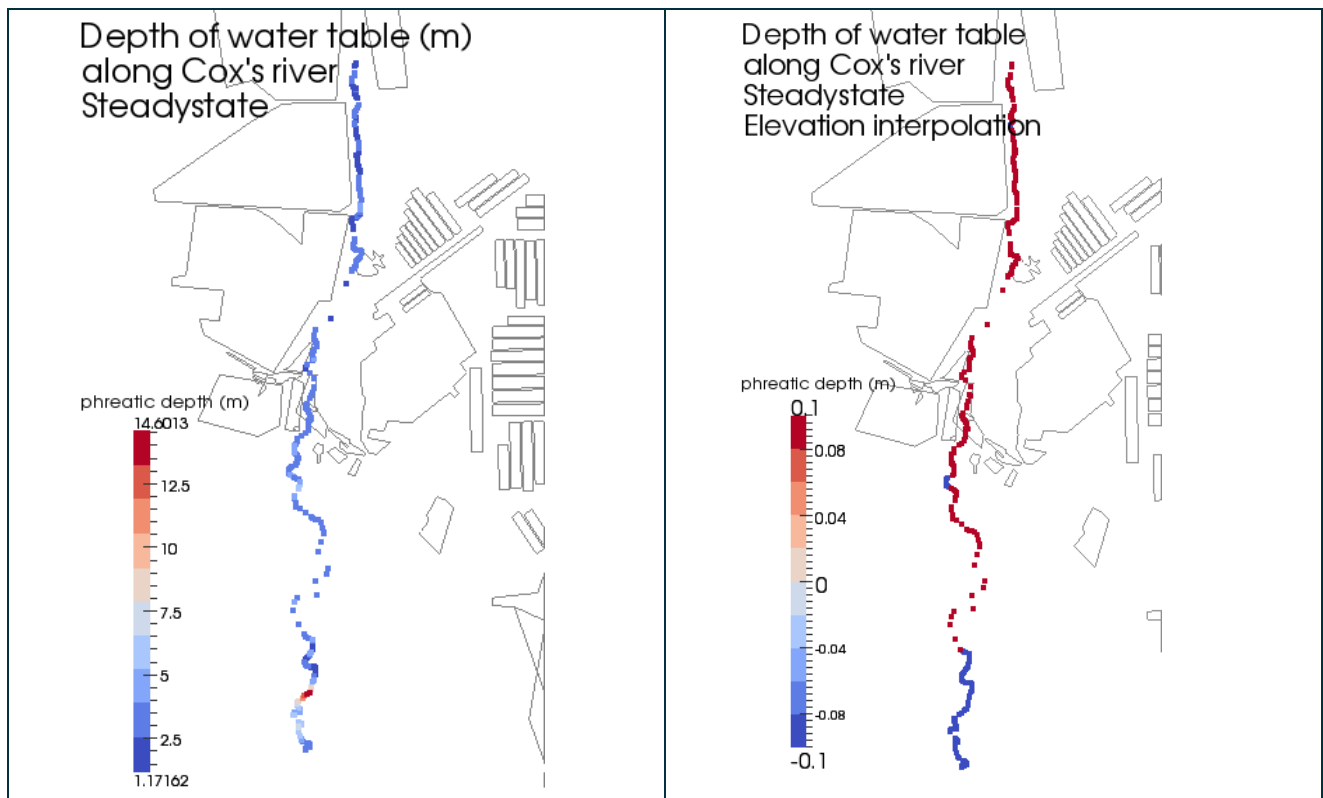 Depth of water table (m)
along Cox's river
Steadystate
phreatic depth (m)
14.6013
12.5
10
7.5
5
2.5
1.17162
Depth of water table
along Cox's river
Steadystate
Elevation interpolation
phreatic depth (m)
0.1
0.08
0.04
0
-0.04
-0.08
-0.1